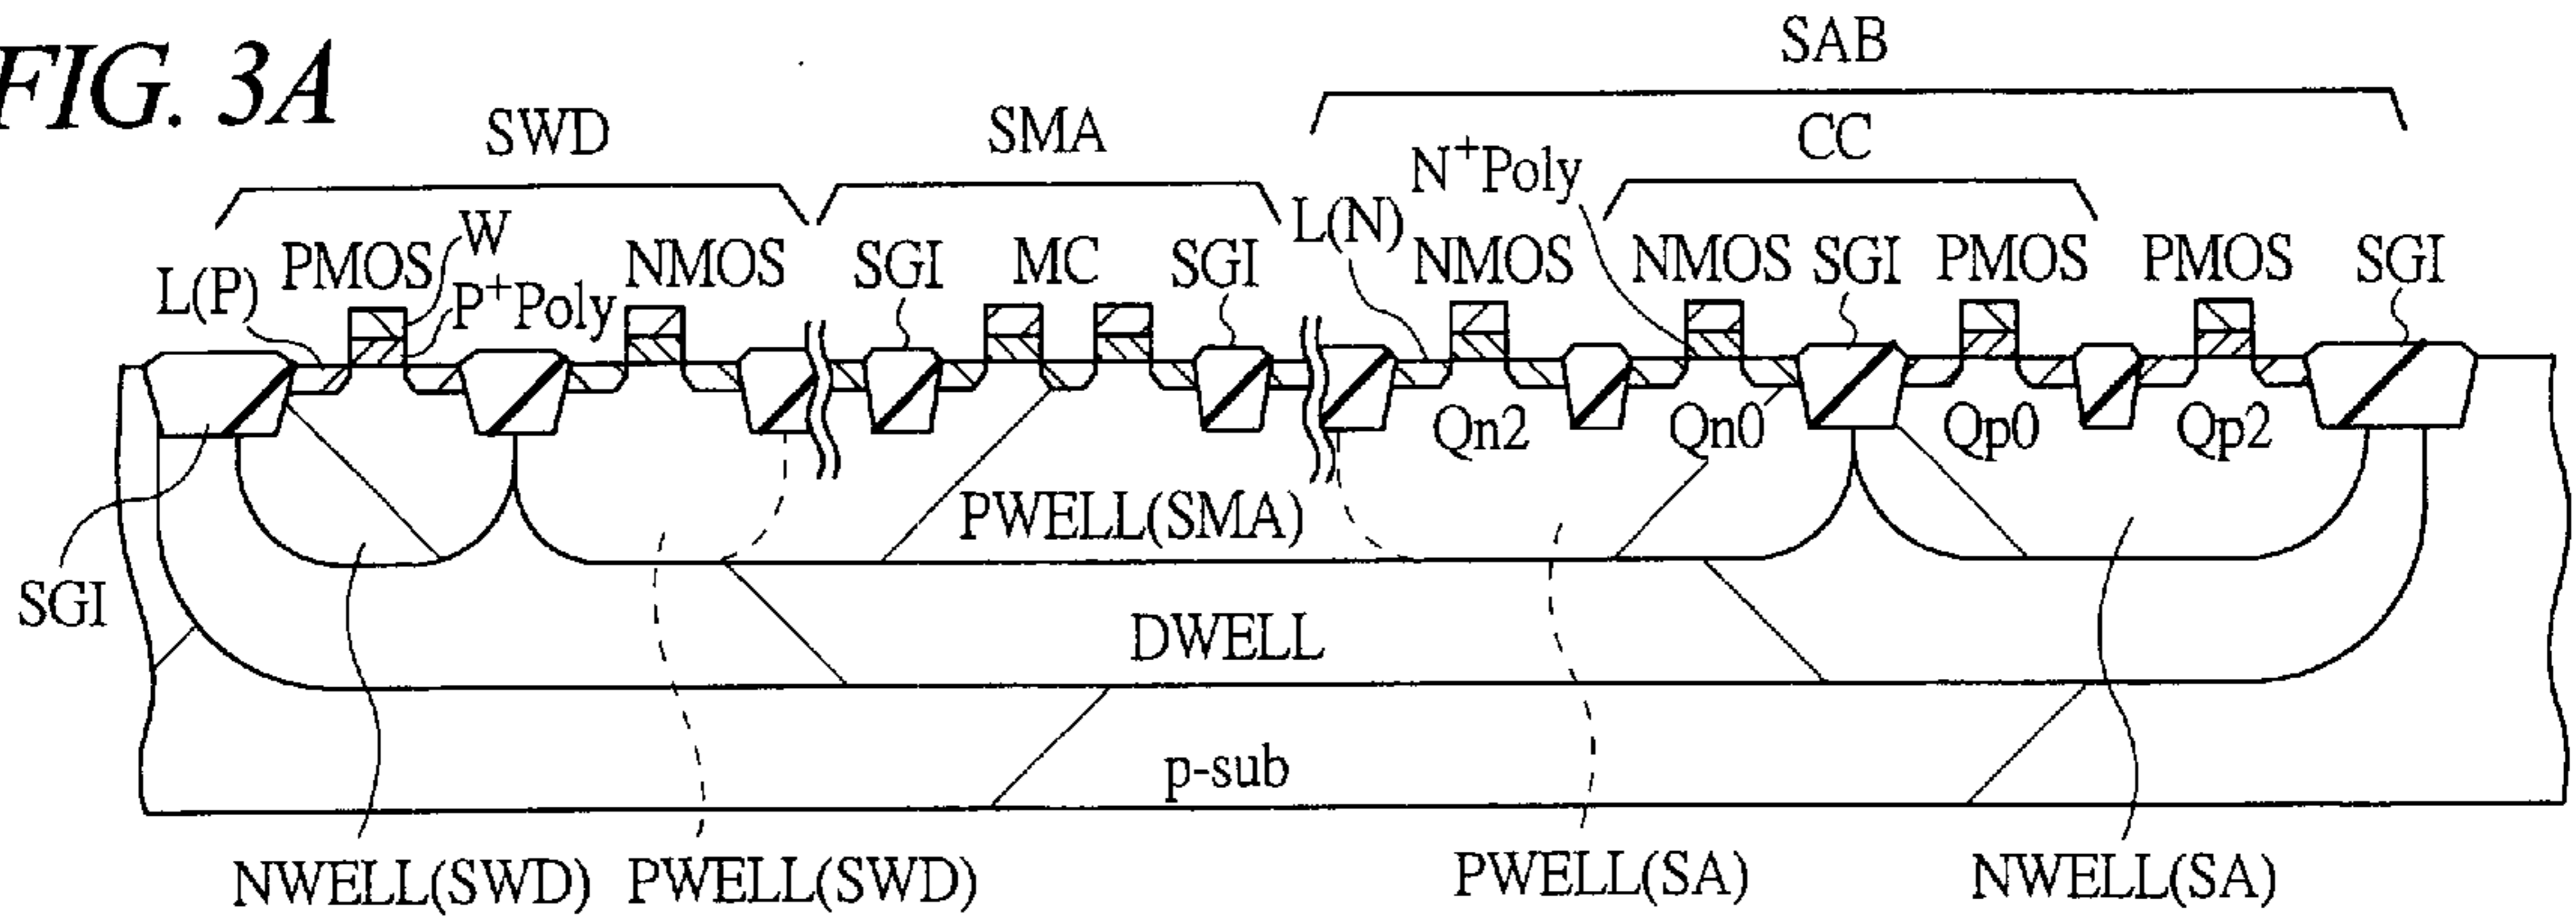 FIG. 3A
SAB
SWD
SMA
CC
N+Poly
W
L(N)
PMOS
NMOS
SGI
MC
SGI
NMOS
NMOS
SGI
PMOS
PMOS
SGI
L(P)
P+Poly
Qn2
Qn0
Qp0
Qp2
PWELL(SMA)
SGI
DWELL
p-sub
NWELL(SWD)
PWELL(SWD)
PWELL(SA)
NWELL(SA)